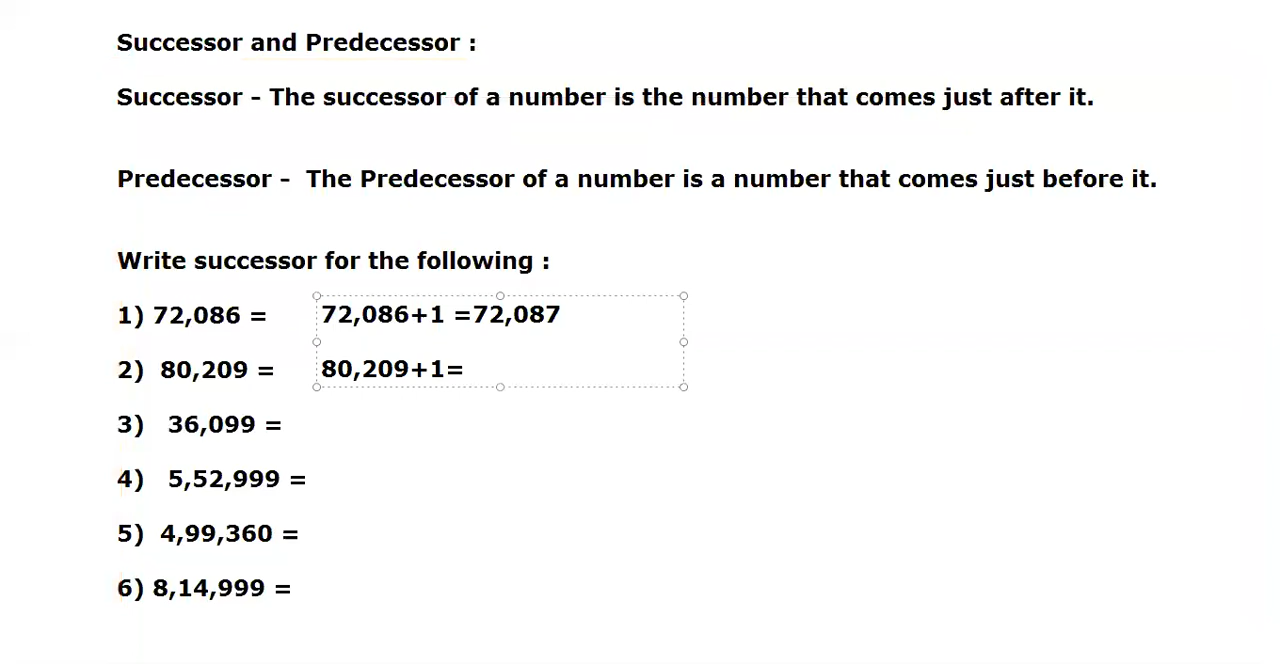 Successor and Predecessor :
Successor - The successor of a number is the number that comes just after it.
Predecessor -  The Predecessor of a number is a number that comes just before it.
Write successor for the following :
1) 72,086 = 72,086+1 =72,087
2)  80,209 = 80,209+1=
3)   36,099 =
4)   5,52,999 =
5)  4,99,360 =
6) 8,14,999 =